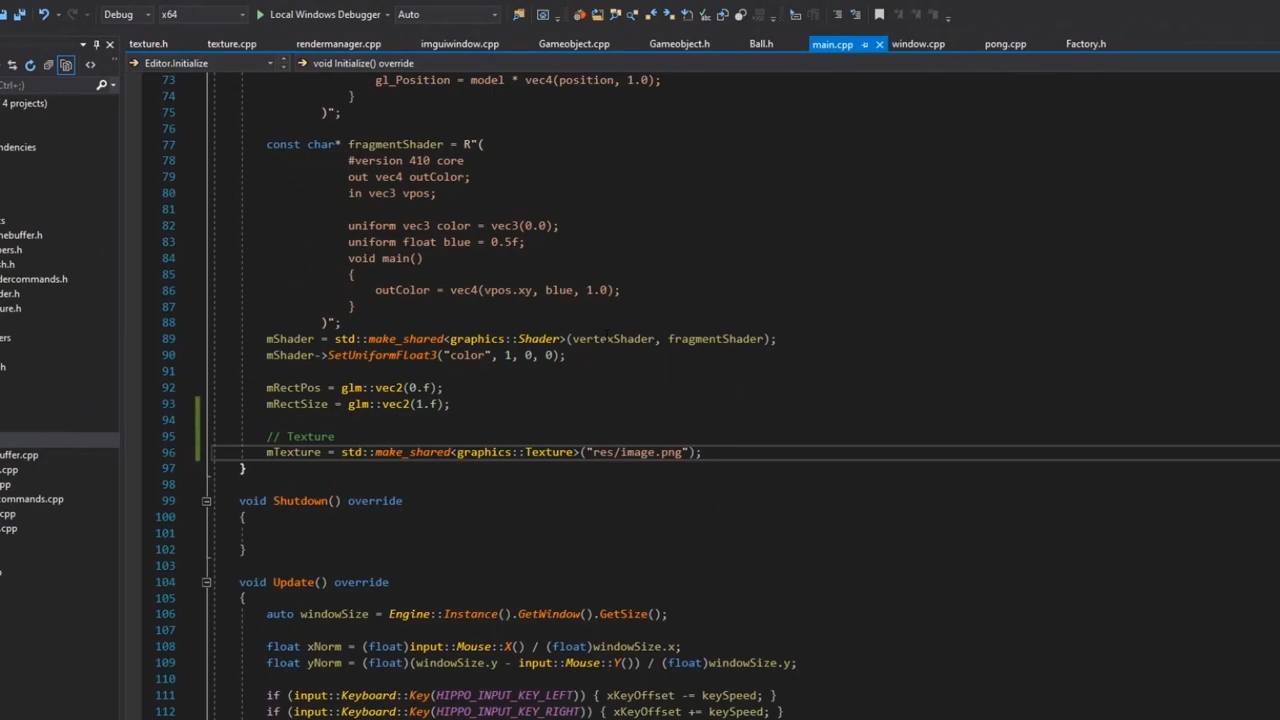 Debug x64 Local Windows Debugger Auto
texture.h texture.cpp rendermanager.cpp imguiwindow.cpp Gameobject.cpp Gameobject.h Ball.h main.cpp window.cpp pong.cpp Factory.h
Editor.Initialize void Initialize() override
Ctrl+;)
4 projects)
ndencies
ts
nebuffer.h
pers.h
sh.h
dercommands.h
der.h
ure.h
ers
.h
uffer.cpp
cpp
commands.cpp
.cpp
e.cpp
73 gl_Position = model * vec4(position, 1.0);
74 }
75 )";
76
77 const char* fragmentShader = R"(
78 #version 410 core
79 out vec4 outColor;
80 in vec3 vpos;
81
82 uniform vec3 color = vec3(0.0);
83 uniform float blue = 0.5f;
84 void main()
85 {
86 outColor = vec4(vpos.xy, blue, 1.0);
87 }
88 )";
89 mShader = std::make_shared<graphics::Shader>(vertexShader, fragmentShader);
90 mShader->SetUniformFloat3("color", 1, 0, 0);
91
92 mRectPos = glm::vec2(0.f);
93 mRectSize = glm::vec2(1.f);
94
95 // Texture
96 mTexture = std::make_shared<graphics::Texture>("res/image.png");
97 }
98
99 void Shutdown() override
100 {
101
102 }
103
104 void Update() override
105 {
106 auto windowSize = Engine::Instance().GetWindow().GetSize();
107
108 float xNorm = (float)input::Mouse::X() / (float)windowSize.x;
109 float yNorm = (float)(windowSize.y - input::Mouse::Y()) / (float)windowSize.y;
110
111 if (input::Keyboard::Key(HIPPO_INPUT_KEY_LEFT)) { xKeyOffset -= keySpeed; }
112 if (input::Keyboard::Key(HIPPO_INPUT_KEY_RIGHT)) { xKeyOffset += keySpeed; }